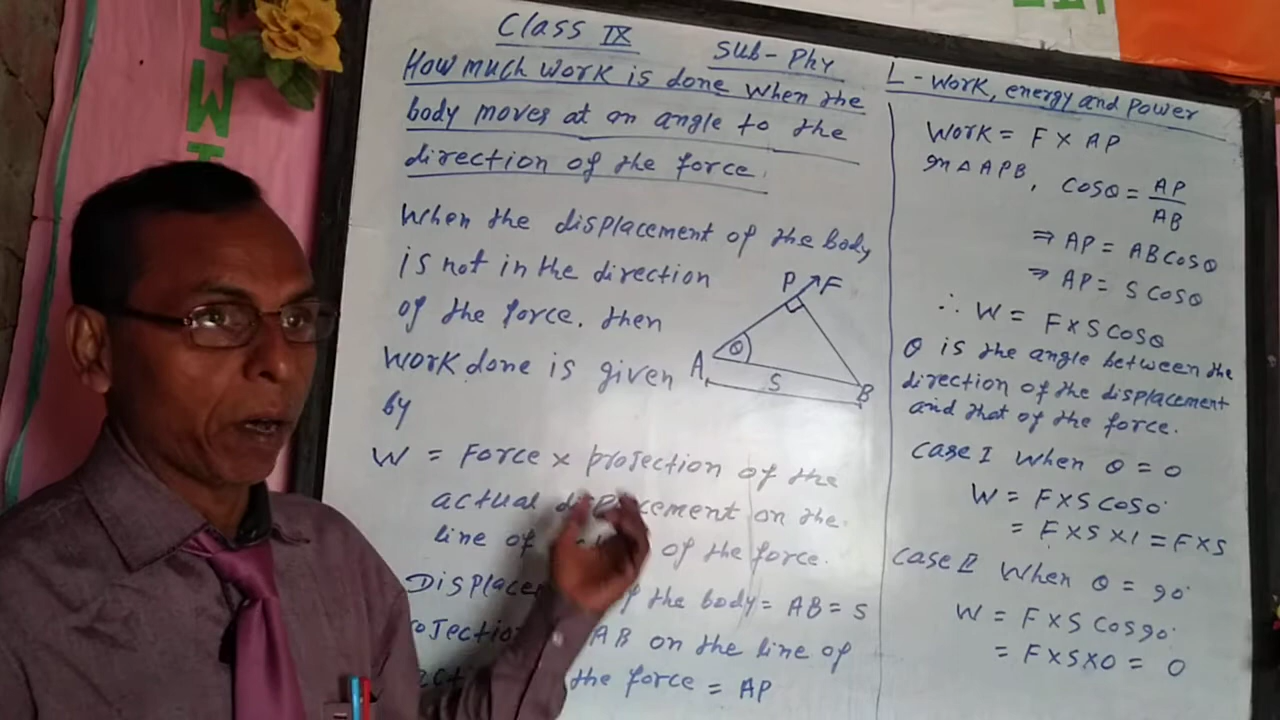 Class IX
Sub- Phy
L- Work, energy and Power
How much work is done when the
body moves at an angle to the
direction of the force.
When the displacement of the body
is not in the direction
of the force. then
work done is given
by
W = Force × projection of the
actual displacement on the
line of of the force.
the body = AB = S
AB on the line of
the force = AP
P F
θ
A
S
B
Work = F × AP
In △ APB, cosθ = AP/AB
⇒ AP = AB cosθ
⇒ AP = S cosθ
∴ W = F×S cosθ
θ is the angle between the
direction of the displacement
and that of the force.
case I when θ = 0
W = F×S cos0°
= F×S×1 = F×S
case II when θ = 90°
W = F×S cos90°
= F×S×0 = 0